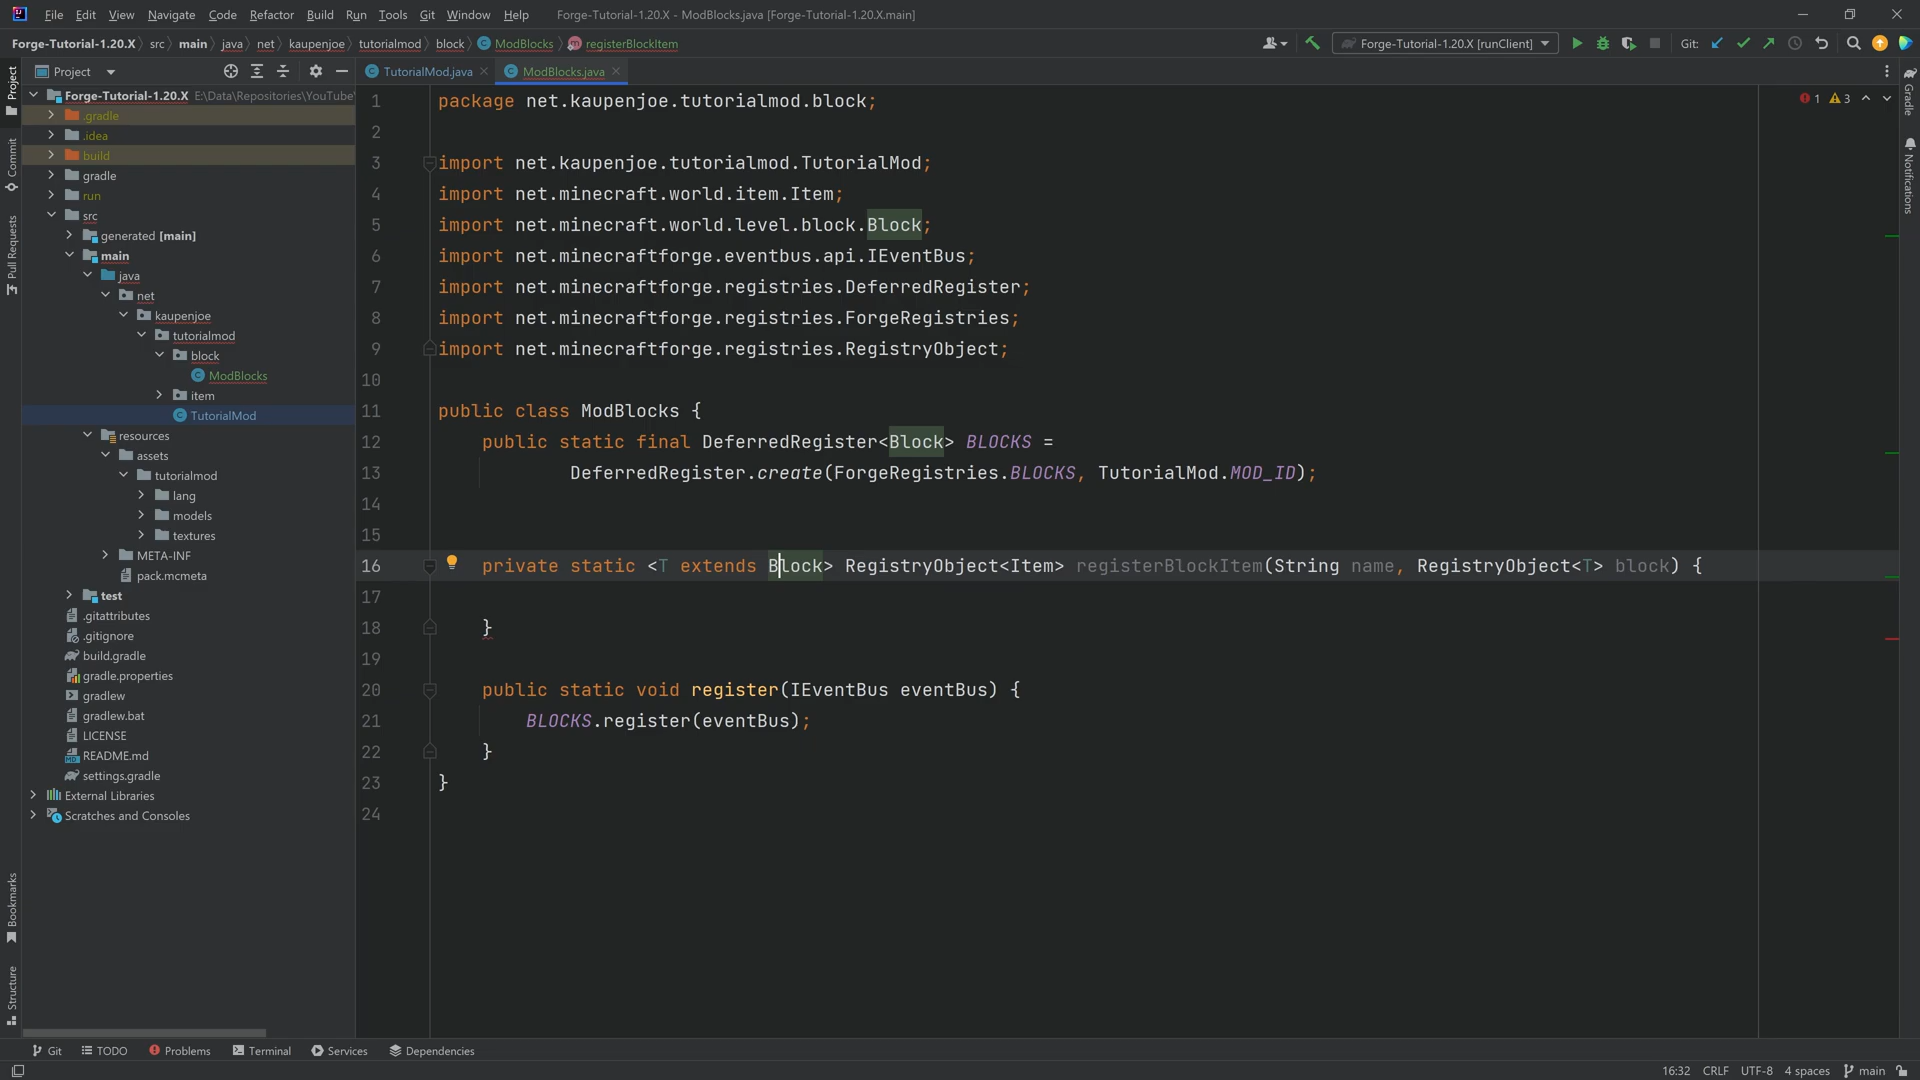 File Edit View Navigate Code Refactor Build Run Tools Git Window Help Forge-Tutorial-1.20.X - ModBlocks.java [Forge-Tutorial-1.20.X.main]
Forge-Tutorial-1.20.X src main java net kaupenjoe tutorialmod block ModBlocks registerBlockItem
Forge-Tutorial-1.20.X [runClient] Git:
Project
TutorialMod.java
ModBlocks.java
Project
Commit
Pull Requests
Bookmarks
Structure
Forge-Tutorial-1.20.X E:\Data\Repositories\YouTube
.gradle
.idea
build
gradle
run
src
generated [main]
main
java
net
kaupenjoe
tutorialmod
block
ModBlocks
item
TutorialMod
resources
assets
tutorialmod
lang
models
textures
META-INF
pack.mcmeta
test
.gitattributes
.gitignore
build.gradle
gradle.properties
gradlew
gradlew.bat
LICENSE
README.md
settings.gradle
External Libraries
Scratches and Consoles
1 package net.kaupenjoe.tutorialmod.block;
2
3 import net.kaupenjoe.tutorialmod.TutorialMod;
4 import net.minecraft.world.item.Item;
5 import net.minecraft.world.level.block.Block;
6 import net.minecraftforge.eventbus.api.IEventBus;
7 import net.minecraftforge.registries.DeferredRegister;
8 import net.minecraftforge.registries.ForgeRegistries;
9 import net.minecraftforge.registries.RegistryObject;
10
11 public class ModBlocks {
12 public static final DeferredRegister<Block> BLOCKS =
13 DeferredRegister.create(ForgeRegistries.BLOCKS, TutorialMod.MOD_ID);
14
15
16 private static <T extends Block> RegistryObject<Item> registerBlockItem(String name, RegistryObject<T> block) {
17
18 }
19
20 public static void register(IEventBus eventBus) {
21 BLOCKS.register(eventBus);
22 }
23 }
24
1 3
Gradle
Notifications
Git TODO Problems Terminal Services Dependencies
16:32 CRLF UTF-8 4 spaces main